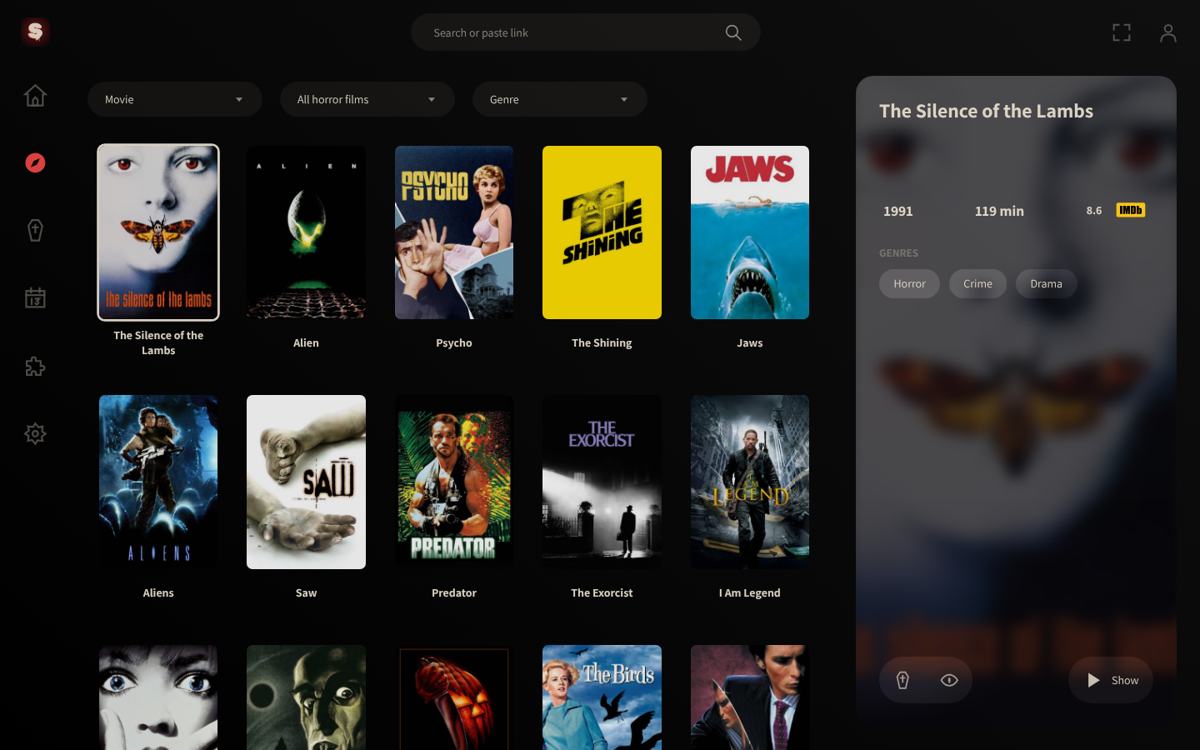 S
Search or paste link
Movie
All horror films
Genre
The Silence of the Lambs
1991
119 min
8.6
IMDb
GENRES
Horror
Crime
Drama
the silence of the lambs
A L I E N
PSYCHO
THE
SHiNiNG
JAWS
The Silence of the
Lambs
Alien
Psycho
The Shining
Jaws
13
ALIENS
SAW
PREDATOR
THE
EXORCIST
I AM
LEGEND
Aliens
Saw
Predator
The Exorcist
I Am Legend
The Birds
Show